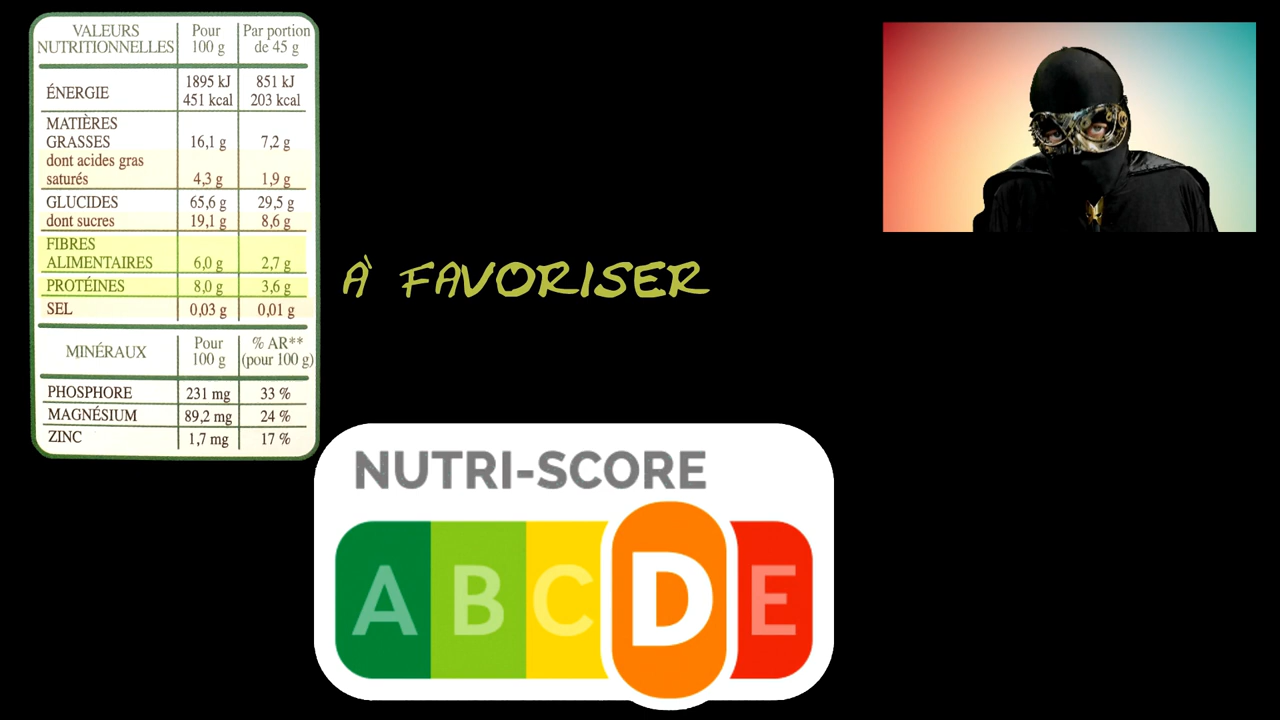 VALEURS NUTRITIONNELLES Pour 100 g Par portion de 45 g
ÉNERGIE 1895 kJ 451 kcal 851 kJ 203 kcal
MATIÈRES GRASSES 16,1 g 7,2 g
dont acides gras saturés 4,3 g 1,9 g
GLUCIDES 65,6 g 29,5 g
dont sucres 19,1 g 8,6 g
FIBRES ALIMENTAIRES 6,0 g 2,7 g
PROTÉINES 8,0 g 3,6 g
SEL 0,03 g 0,01 g
MINÉRAUX Pour 100 g % AR** (pour 100 g)
PHOSPHORE 231 mg 33 %
MAGNÉSIUM 89,2 mg 24 %
ZINC 1,7 mg 17 %
À FAVORISER
NUTRI-SCORE
A B C D E